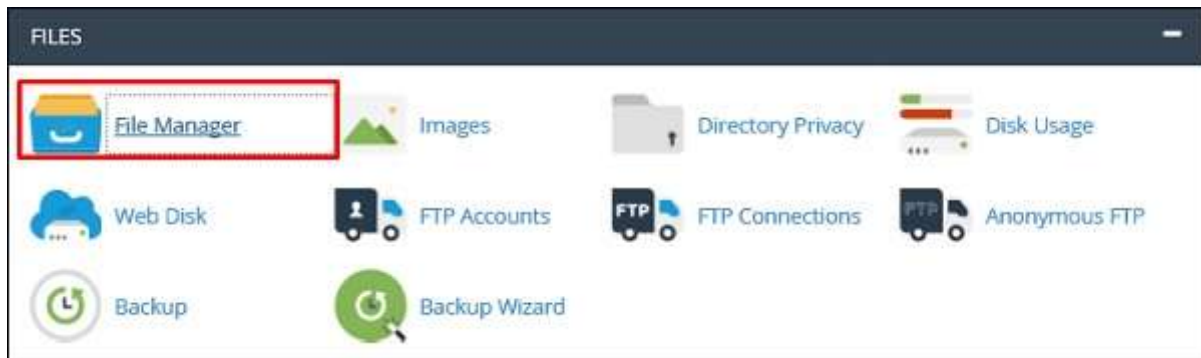 FILES
File Manager
Images
Directory Privacy
Disk Usage
Web Disk
FTP Accounts
FTP
FTP Connections
FTP
Anonymous FTP
Backup
Backup Wizard